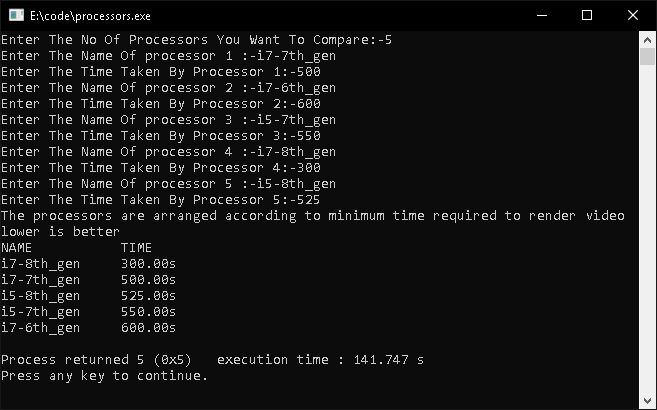 E:\code\processors.exe
Enter The No Of Processors You Want To Compare:-5
Enter The Name Of processor 1 :-i7-7th_gen
Enter The Time Taken By Processor 1:-500
Enter The Name Of processor 2 :-i7-6th_gen
Enter The Time Taken By Processor 2:-600
Enter The Name Of processor 3 :-i5-7th_gen
Enter The Time Taken By Processor 3:-550
Enter The Name Of processor 4 :-i7-8th_gen
Enter The Time Taken By Processor 4:-300
Enter The Name Of processor 5 :-i5-8th_gen
Enter The Time Taken By Processor 5:-525
The processors are arranged according to minimum time required to render video
lower is better
NAME           TIME
i7-8th_gen     300.00s
i7-7th_gen     500.00s
i5-8th_gen     525.00s
i5-7th_gen     550.00s
i7-6th_gen     600.00s
Process returned 5 (0x5)   execution time : 141.747 s
Press any key to continue.